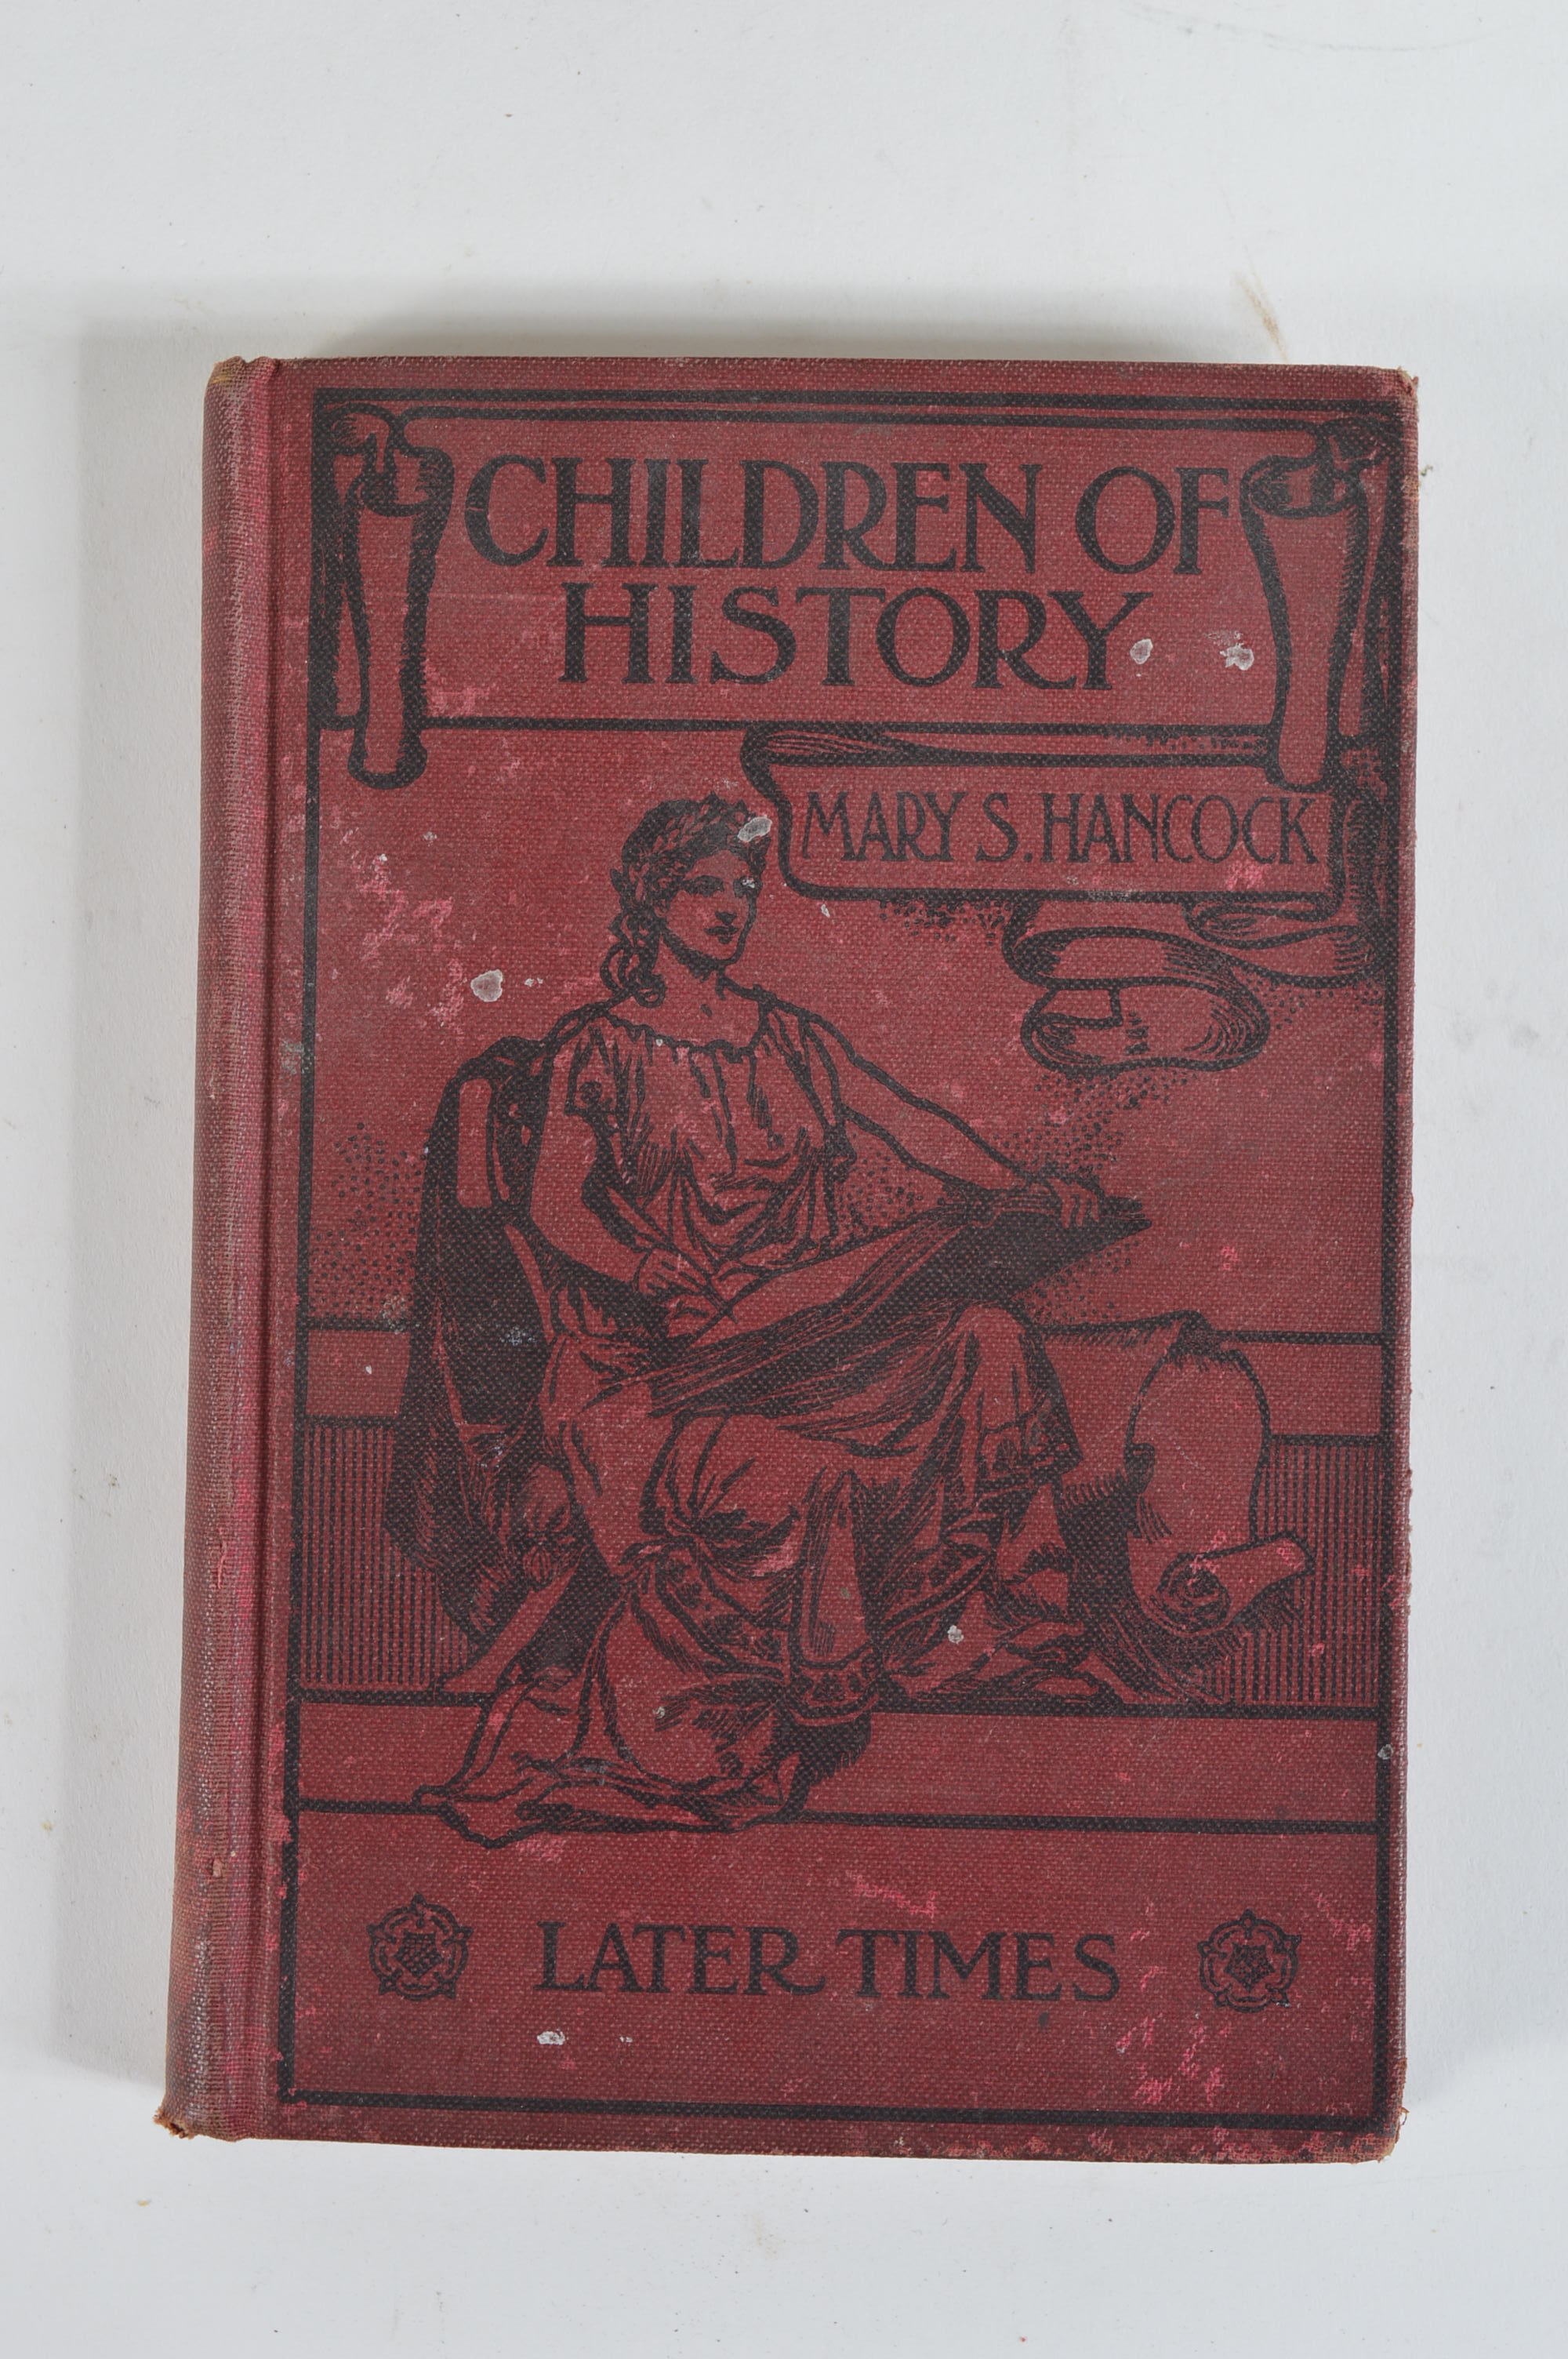 CHILDREN OF
HISTORY
MARY S. HANCOCK
LATER TIMES